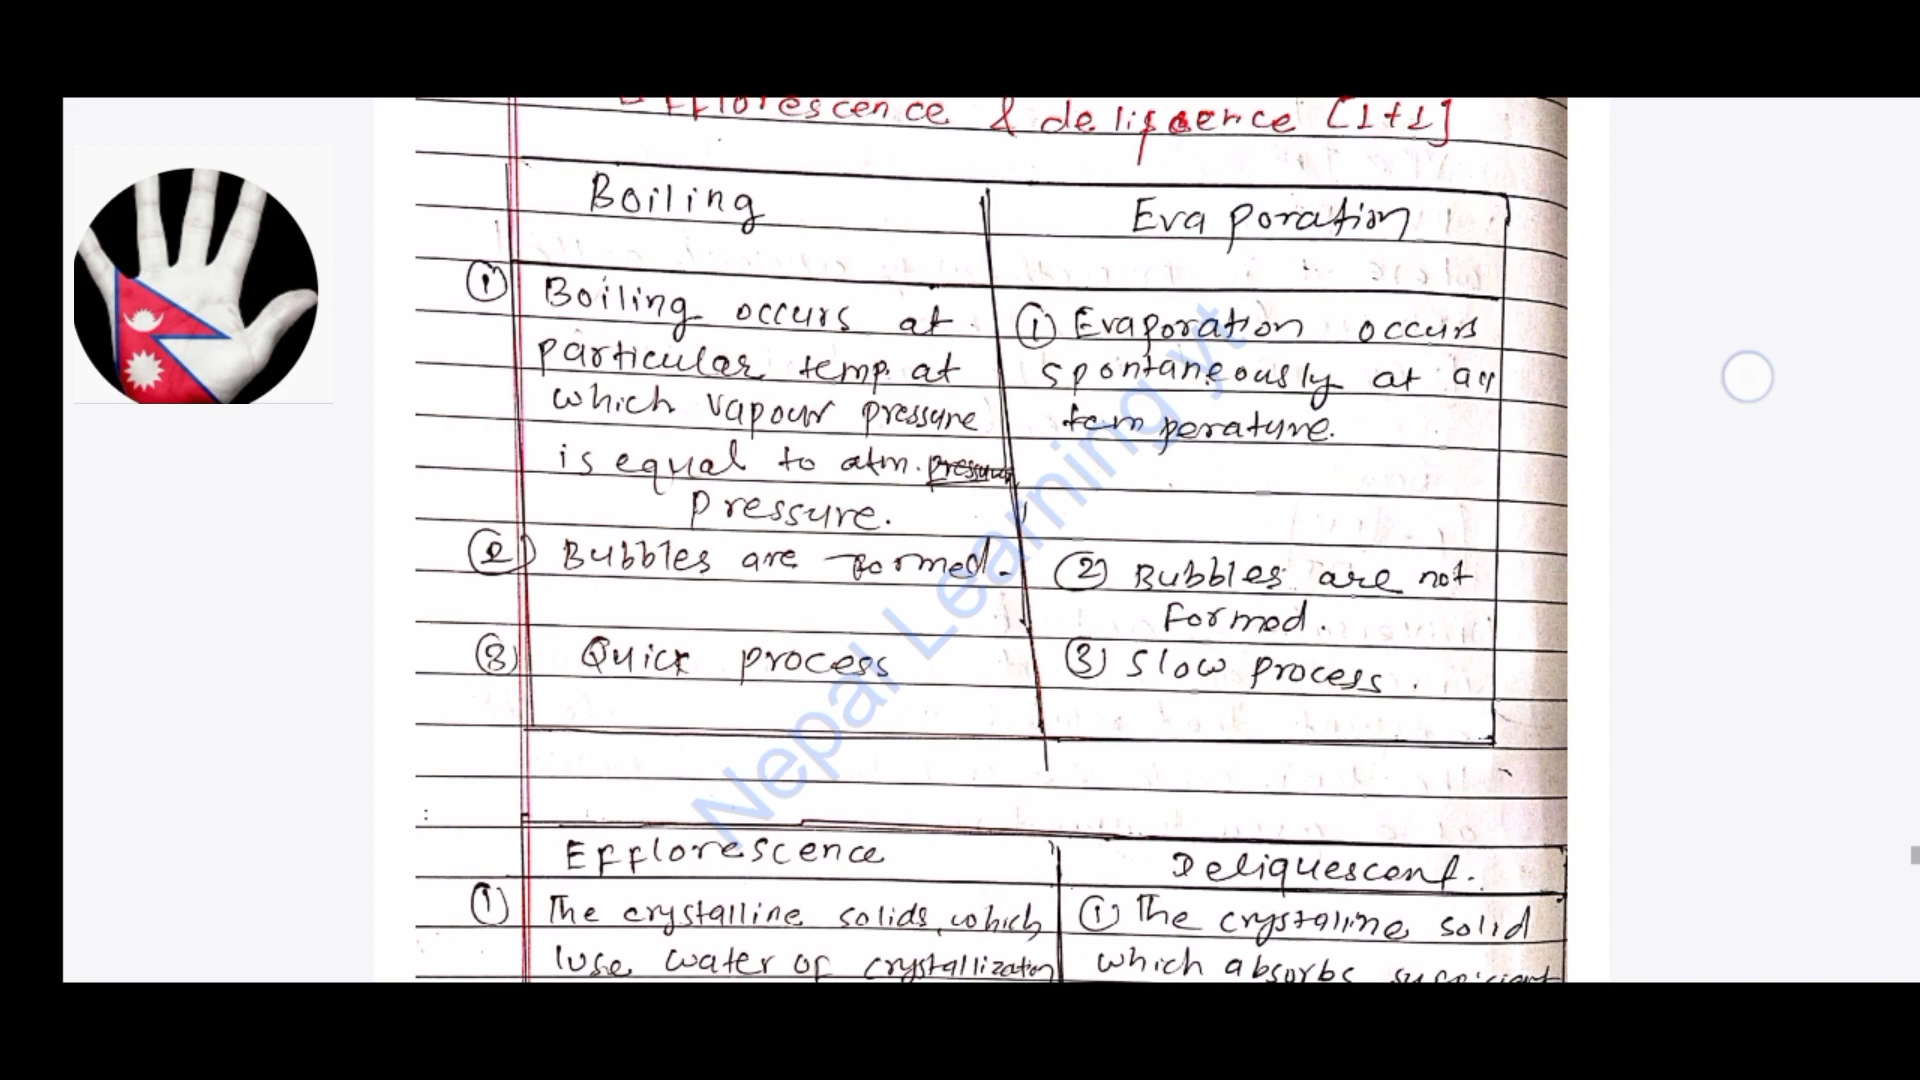 Efflorescence & deliqcence [1+1]
Boiling
Evaporation
① Boiling occurs at
particular temp. at
which vapour pressure
is equal to atm.
pressure.
② Bubbles are formed.
③ Quick process
① Evaporation occurs
spontaneously at any
temperature.
② Bubbles are not
formed.
③ Slow process.
Efflorescence
Deliquescent.
① The crystalline solids which
lose water of crystallization
① The crystalline solid
which absorbs sufficient
Nepal Learning yt